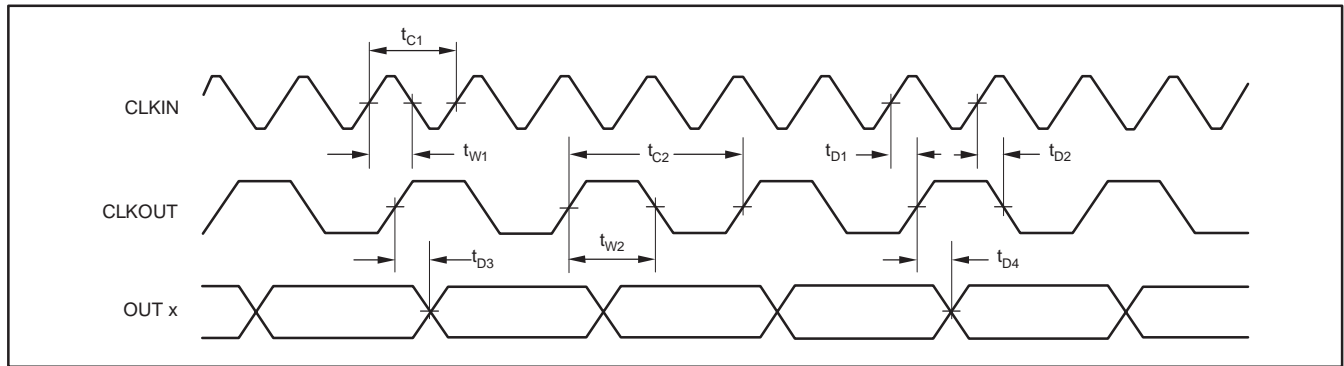 tC1
CLKIN
tW1
tC2
tD1
tD2
CLKOUT
tW2
tD3
tD4
OUT x